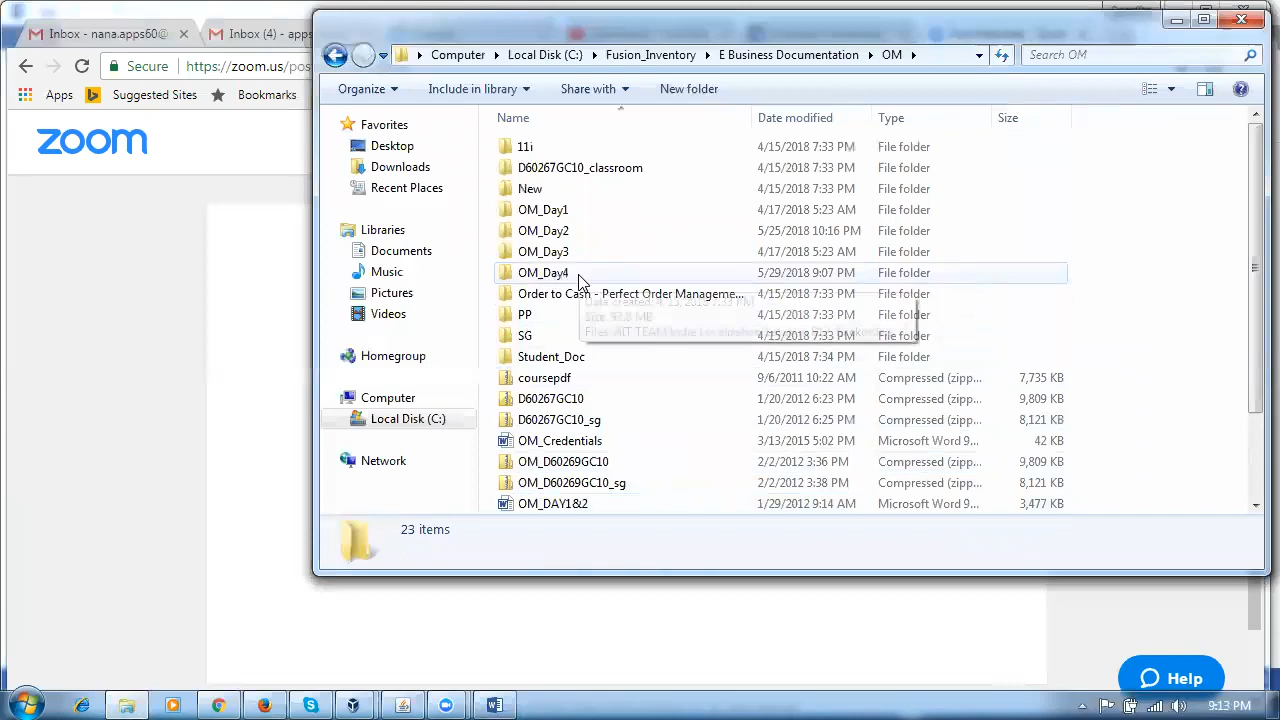 Inbox - nana.apps60@
Inbox (4) - apps
Secure
https://zoom.us/pos
Apps
Suggested Sites
Bookmarks
zoom
Computer
Local Disk (C:)
Fusion_Inventory
E Business Documentation
OM
Search OM
Organize
Include in library
Share with
New folder
Favorites
Desktop
Downloads
Recent Places
Libraries
Documents
Music
Pictures
Videos
Homegroup
Computer
Local Disk (C:)
Network
Name Date modified Type Size
11i 4/15/2018 7:33 PM File folder
D60267GC10_classroom 4/15/2018 7:33 PM File folder
New 4/15/2018 7:33 PM File folder
OM_Day1 4/17/2018 5:23 AM File folder
OM_Day2 5/25/2018 10:16 PM File folder
OM_Day3 4/17/2018 5:23 AM File folder
OM_Day4 5/29/2018 9:07 PM File folder
Order to Cash - Perfect Order Manageme... 4/15/2018 7:33 PM File folder
PP 4/15/2018 7:33 PM File folder
SG 4/15/2018 7:33 PM File folder
Student_Doc 4/15/2018 7:34 PM File folder
coursepdf 9/6/2011 10:22 AM Compressed (zipp... 7,735 KB
D60267GC10 1/20/2012 6:23 PM Compressed (zipp... 9,809 KB
D60267GC10_sg 1/20/2012 6:25 PM Compressed (zipp... 8,121 KB
OM_Credentials 3/13/2015 5:02 PM Microsoft Word 9... 42 KB
OM_D60269GC10 2/2/2012 3:36 PM Compressed (zipp... 9,809 KB
OM_D60269GC10_sg 2/2/2012 3:38 PM Compressed (zipp... 8,121 KB
OM_DAY1&2 1/29/2012 9:14 AM Microsoft Word 9... 3,477 KB
23 items
Help
9:13 PM